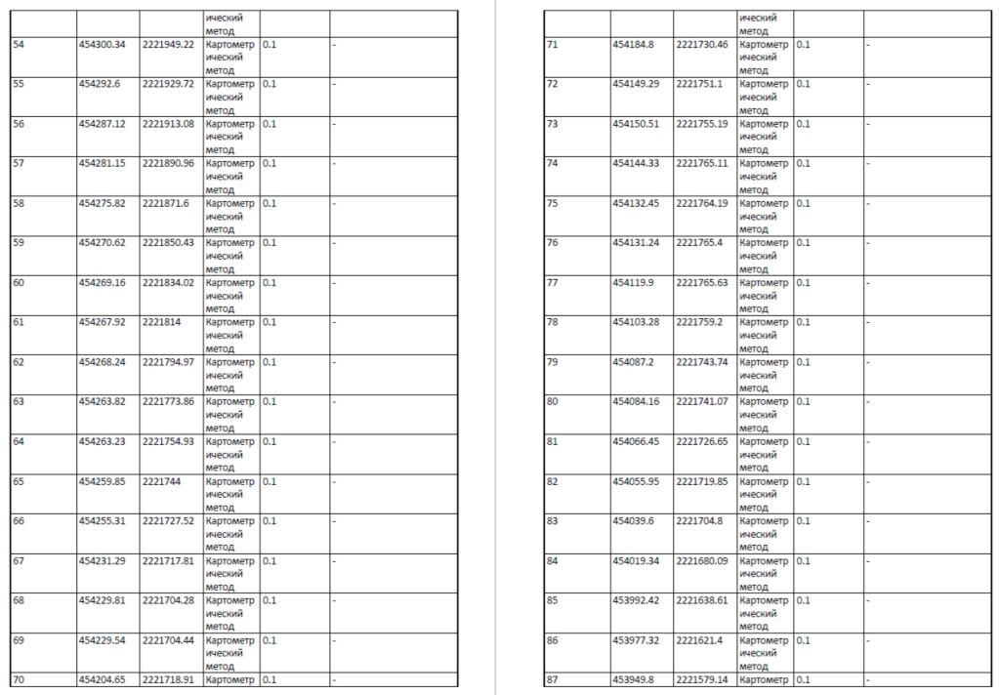 ический
метод
54 454300.34 2221949.22 Картометр 0.1 -
ический
метод
55 454292.6 2221929.72 Картометр 0.1 -
ический
метод
56 454287.12 2221913.08 Картометр 0.1 -
ический
метод
57 454281.15 2221890.96 Картометр 0.1 -
ический
метод
58 454275.82 2221871.6 Картометр 0.1 -
ический
метод
59 454270.62 2221850.43 Картометр 0.1 -
ический
метод
60 454269.16 2221834.02 Картометр 0.1 -
ический
метод
61 454267.92 2221814 Картометр 0.1 -
ический
метод
62 454268.24 2221794.97 Картометр 0.1 -
ический
метод
63 454263.82 2221773.86 Картометр 0.1 -
ический
метод
64 454263.23 2221754.93 Картометр 0.1 -
ический
метод
65 454259.85 2221744 Картометр 0.1 -
ический
метод
66 454255.31 2221727.52 Картометр 0.1 -
ический
метод
67 454231.29 2221717.81 Картометр 0.1 -
ический
метод
68 454229.81 2221704.28 Картометр 0.1 -
ический
метод
69 454229.54 2221704.44 Картометр 0.1 -
ический
метод
70 454204.65 2221718.91 Картометр 0.1 -
ический
метод
71 454184.8 2221730.46 Картометр 0.1 -
ический
метод
72 454149.29 2221751.1 Картометр 0.1 -
ический
метод
73 454150.51 2221755.19 Картометр 0.1 -
ический
метод
74 454144.33 2221765.11 Картометр 0.1 -
ический
метод
75 454132.45 2221764.19 Картометр 0.1 -
ический
метод
76 454131.24 2221765.4 Картометр 0.1 -
ический
метод
77 454119.9 2221765.63 Картометр 0.1 -
ический
метод
78 454103.28 2221759.2 Картометр 0.1 -
ический
метод
79 454087.2 2221743.74 Картометр 0.1 -
ический
метод
80 454084.16 2221741.07 Картометр 0.1 -
ический
метод
81 454066.45 2221726.65 Картометр 0.1 -
ический
метод
82 454055.95 2221719.85 Картометр 0.1 -
ический
метод
83 454039.6 2221704.8 Картометр 0.1 -
ический
метод
84 454019.34 2221680.09 Картометр 0.1 -
ический
метод
85 453992.42 2221638.61 Картометр 0.1 -
ический
метод
86 453977.32 2221621.4 Картометр 0.1 -
ический
метод
87 453949.8 2221579.14 Картометр 0.1 -